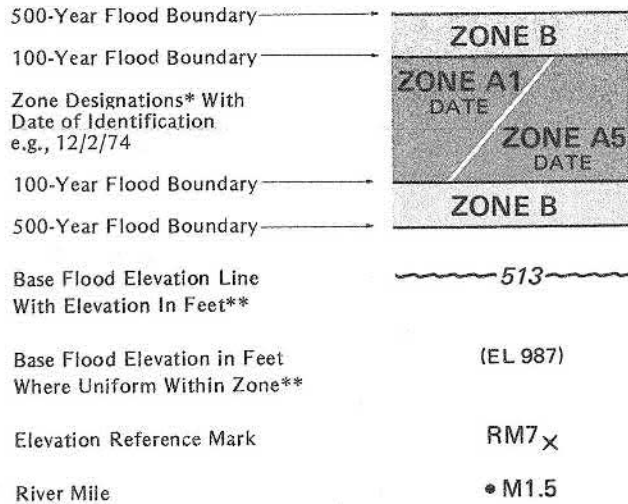 500-Year Flood Boundary
ZONE B
100-Year Flood Boundary
ZONE A1
DATE
Zone Designations* With
Date of Identification
e.g., 12/2/74
ZONE A5
DATE
100-Year Flood Boundary
ZONE B
500-Year Flood Boundary
Base Flood Elevation Line
With Elevation In Feet**
513
Base Flood Elevation in Feet
Where Uniform Within Zone**
(EL 987)
Elevation Reference Mark
RM7
River Mile
M1.5